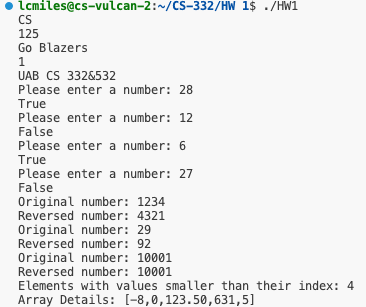 lcmiles@cs-vulcan-2:~/CS-332/HW 1$ ./HW1
CS
125
Go Blazers
1
UAB CS 332&532
Please enter a number: 28
True
Please enter a number: 12
False
Please enter a number: 6
True
Please enter a number: 27
False
Original number: 1234
Reversed number: 4321
Original number: 29
Reversed number: 92
Original number: 10001
Reversed number: 10001
Elements with values smaller than their index: 4
Array Details: [-8,0,123.50,631,5]